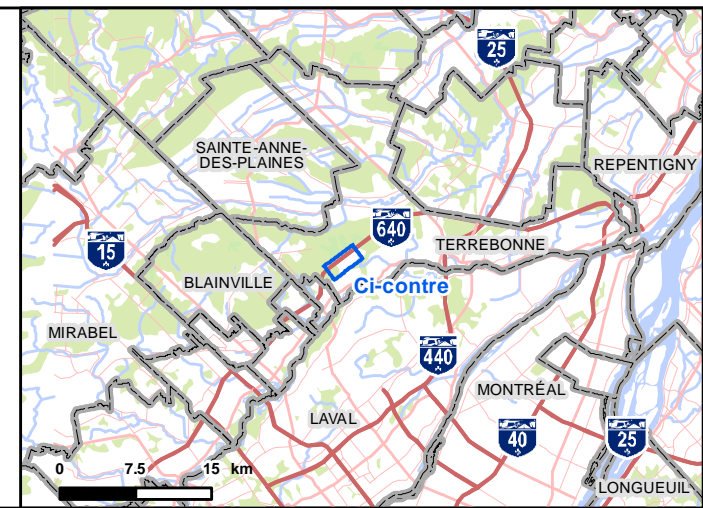 25
SAINTE-ANNE-
DES-PLAINES
REPENTIGNY
640
TERREBONNE
15
BLAINVILLE
Ci-contre
MIRABEL
440
MONTRÉAL
LAVAL
40
25
0 7.5 15 km
LONGUEUIL